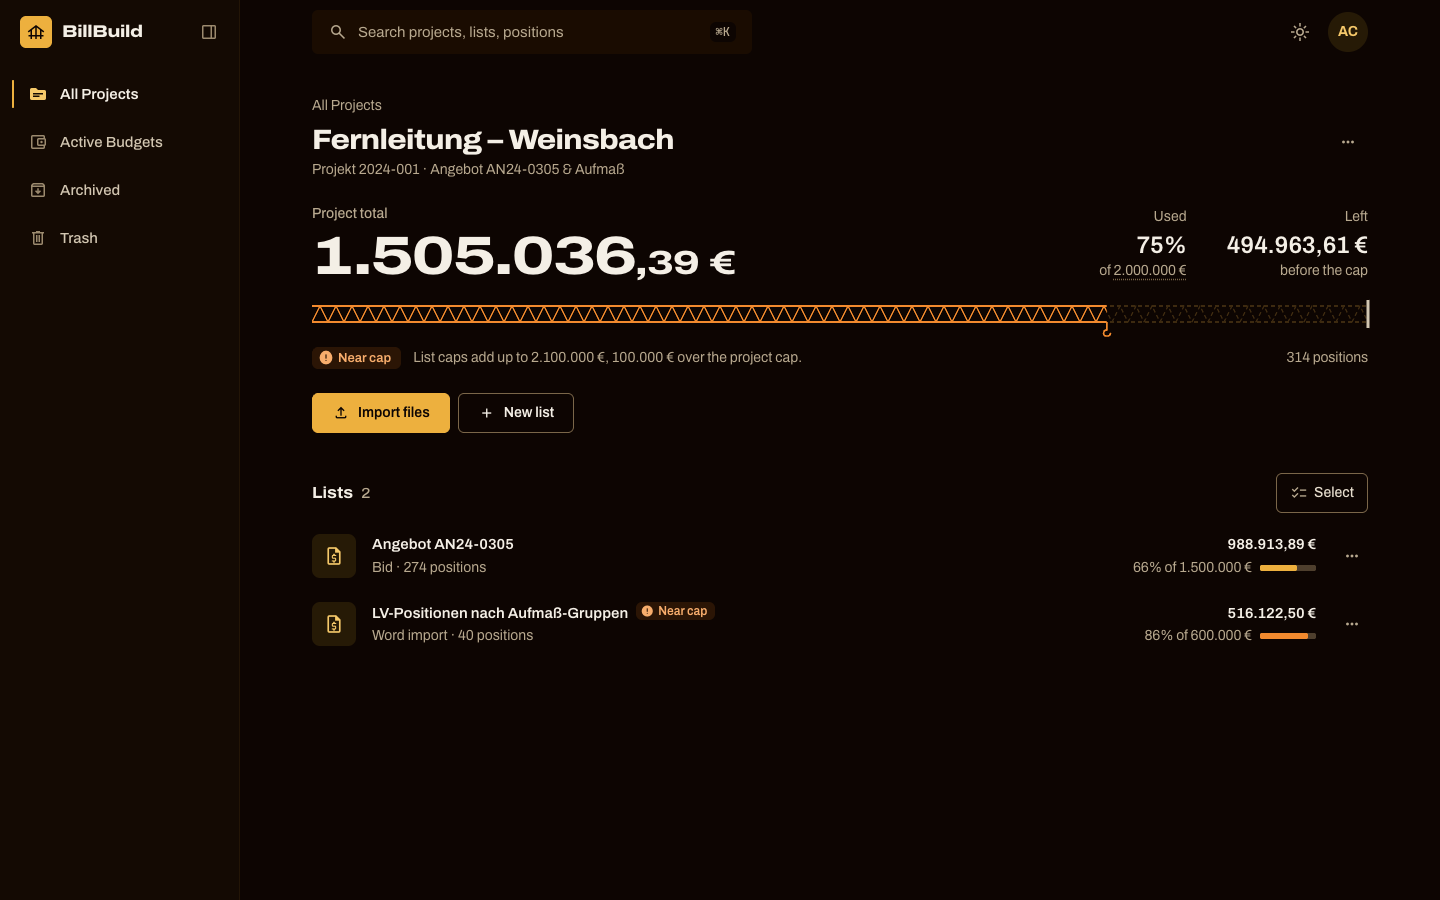 BillBuild
Search projects, lists, positions
⌘K
AC
All Projects
Active Budgets
Archived
Trash
All Projects
Fernleitung – Weinsbach
Projekt 2024-001 · Angebot AN24-0305 & Aufmaß
Project total
1.505.036,39 €
Used
75%
of 2.000.000 €
Left
494.963,61 €
before the cap
Near cap
List caps add up to 2.100.000 €, 100.000 € over the project cap.
314 positions
Import files
New list
Lists 2
Select
Angebot AN24-0305
Bid · 274 positions
988.913,89 €
66% of 1.500.000 €
LV-Positionen nach Aufmaß-Gruppen
Near cap
Word import · 40 positions
516.122,50 €
86% of 600.000 €